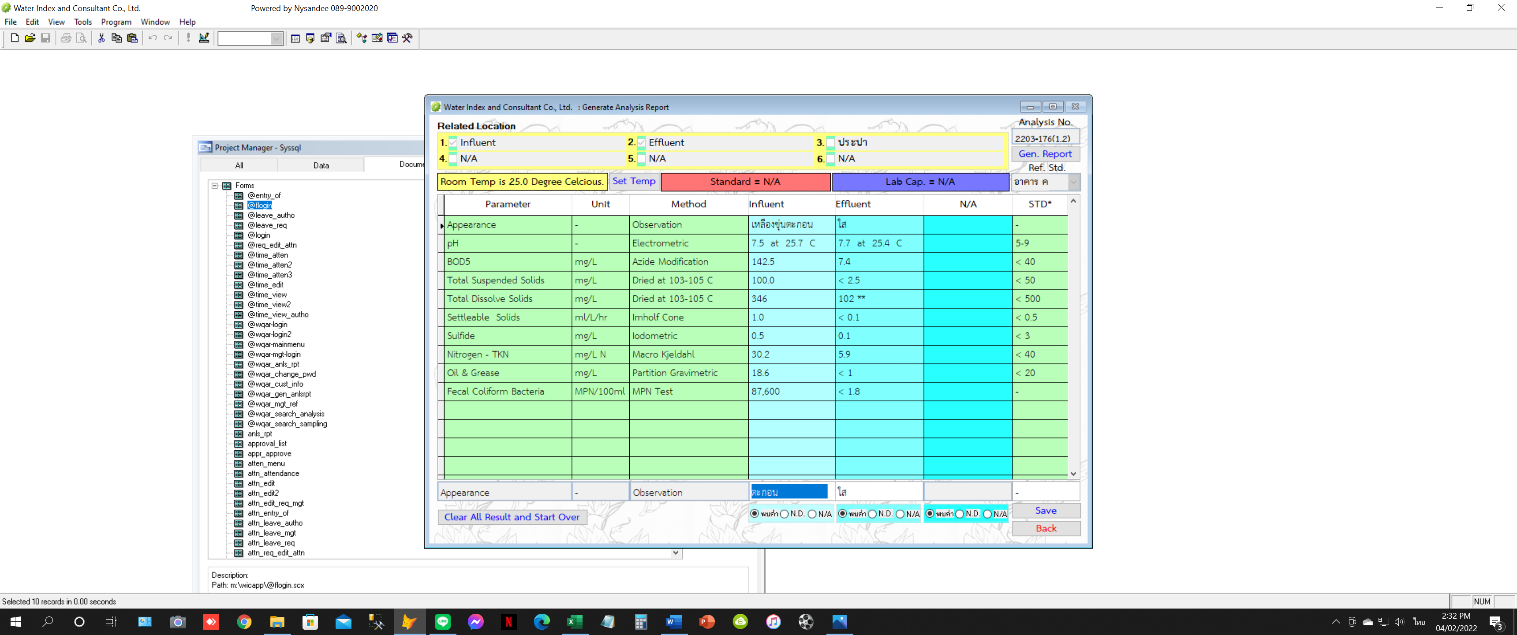 Water Index and Consultant Co., Ltd. Powered by Nysandee 089-9002020
File Edit View Tools Program Window Help
Water Index and Consultant Co., Ltd. : Generate Analysis Report
Related Location
Analysis No.
1. Influent 2. Effluent 3. ประปา
2203-176(1.2)
4. N/A 5. N/A 6. N/A
Gen. Report
Ref. Std.
Room Temp is 25.0 Degree Celcious. Set Temp Standard = N/A Lab Cap. = N/A อาคาร ค
Parameter Unit Method Influent Effluent N/A STD*
Appearance - Observation เหลืองขุ่นตะกอน ใส -
pH - Electrometric 7.5 at 25.7 C 7.7 at 25.4 C 5-9
BOD5 mg/L Azide Modification 142.5 7.4 < 40
Total Suspended Solids mg/L Dried at 103-105 C 100.0 < 2.5 < 50
Total Dissolve Solids mg/L Dried at 103-105 C 346 102 ** < 500
Settleable Solids ml/L/hr Imholf Cone 1.0 < 0.1 < 0.5
Sulfide mg/L Iodometric 0.5 0.1 < 3
Nitrogen - TKN mg/L N Macro Kjeldahl 30.2 5.9 < 40
Oil & Grease mg/L Partition Gravimetric 18.6 < 1 < 20
Fecal Coliform Bacteria MPN/100ml MPN Test 87,600 < 1.8 -
Appearance - Observation ตะกอน ใส -
พบค่า N.D. N/A พบค่า N.D. N/A พบค่า N.D. N/A Save
Clear All Result and Start Over
Back
Project Manager - Syssql
All Data Docume
Forms
@entry_of
@flogin
@leave_autho
@leave_req
@login
@req_edit_attn
@time_atten
@time_atten2
@time_atten3
@time_edit
@time_view
@time_view2
@time_view_autho
@wqar-login
@wqar-login2
@wqar-mainmenu
@wqar-mgt-login
@wqar_anls_rpt
@wqar_change_pwd
@wqar_cust_info
@wqar_gen_anlsrpt
@wqar_mgt_ref
@wqar_search_analysis
@wqar_search_sampling
anls_rpt
approval_list
appr_approve
atten_menu
attn_attendance
attn_edit
attn_edit2
attn_edit_req_mgt
attn_entry_of
attn_leave_autho
attn_leave_mgt
attn_leave_req
attn_req_edit_attn
Description:
Path: m:\wicapp\@flogin.scx
Selected 10 records in 0.00 seconds NUM
2:32 PM
ไทย
04/02/2022
3